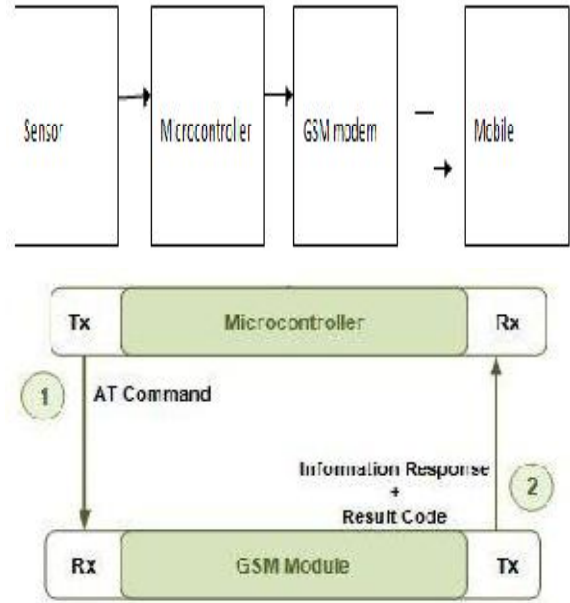 Sensor
Microcontroller
GSM modem
Mobile
Tx
Microcontroller
Rx
1
AT Command
Information Response
+
Result Code
2
Rx
GSM Module
Tx